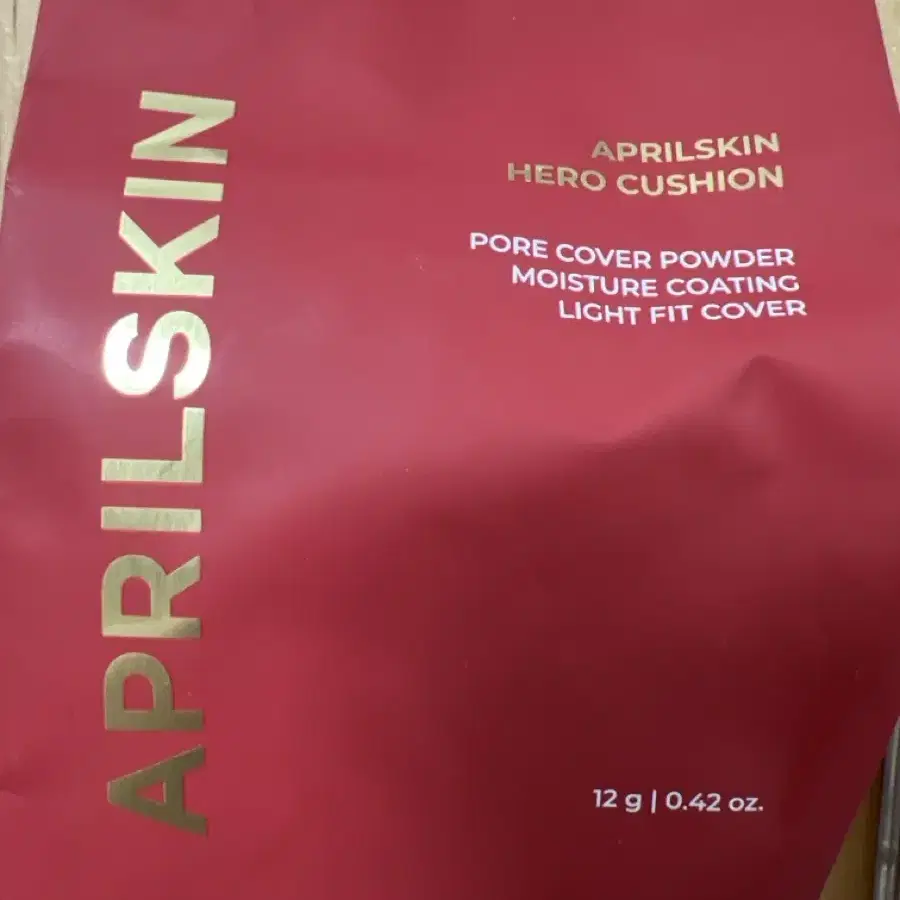 APRILSKIN
APRILSKIN
HERO CUSHION
PORE COVER POWDER
MOISTURE COATING
LIGHT FIT COVER
12 g | 0.42 oz.